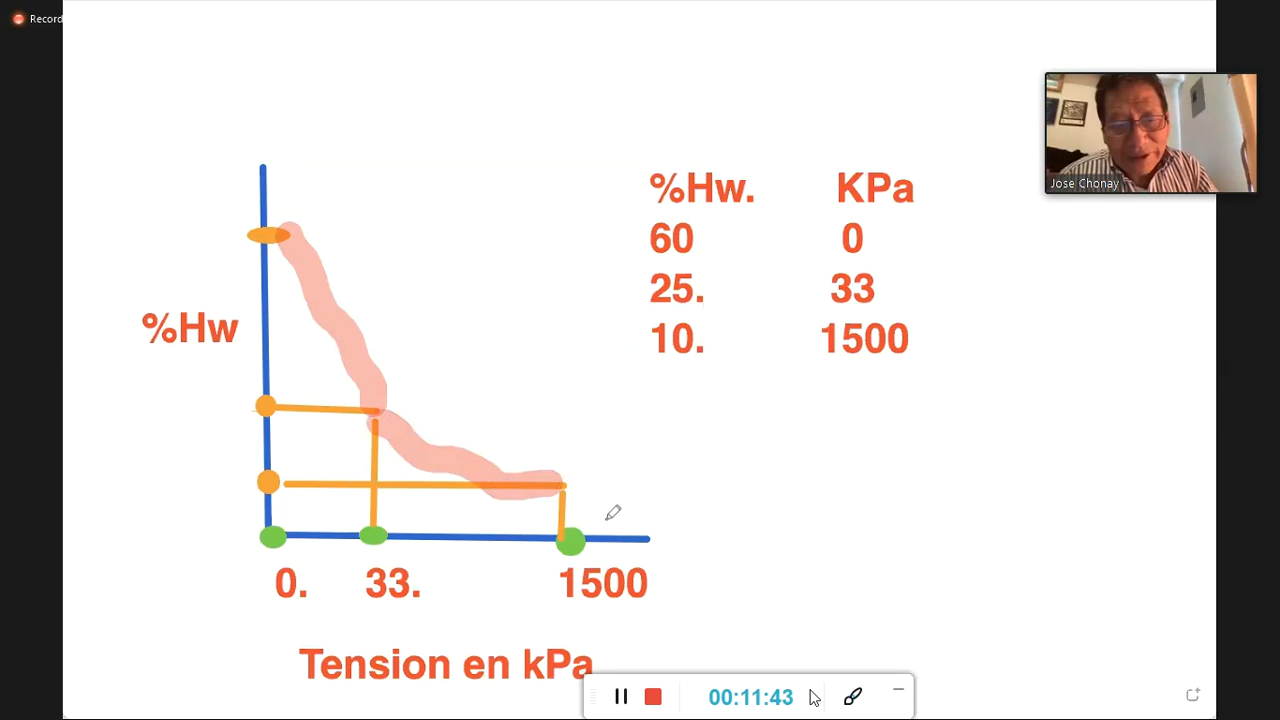 Record
%Hw. KPa
60 0
25. 33
10. 1500
Jose Chonay
%Hw
0. 33. 1500
Tension en kPa
00:11:43